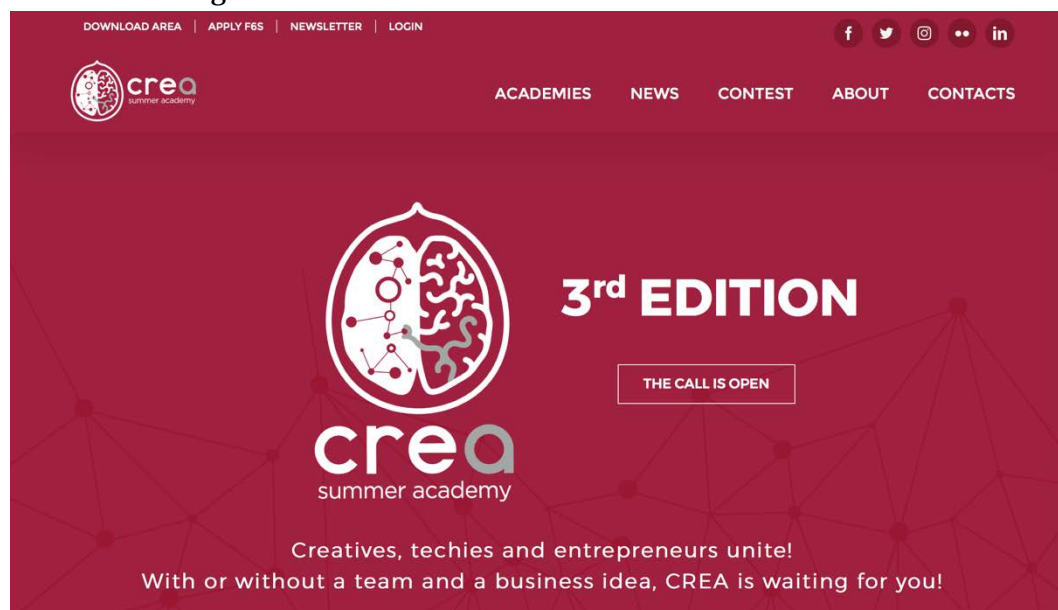 DOWNLOAD AREA | APPLY F6S | NEWSLETTER | LOGIN
crea
summer academy
ACADEMIES NEWS CONTEST ABOUT CONTACTS
3rd EDITION
THE CALL IS OPEN
crea
summer academy
Creatives, techies and entrepreneurs unite!
With or without a team and a business idea, CREA is waiting for you!